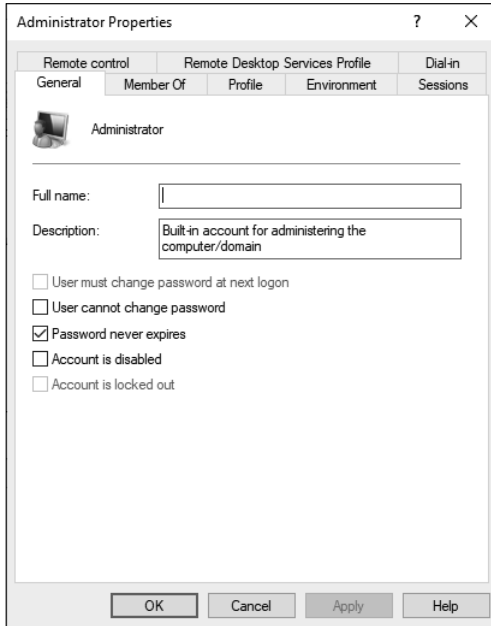 Administrator Properties ? ×
Remote control Remote Desktop Services Profile Dial-in
General Member Of Profile Environment Sessions
Administrator
Full name:
Description: Built-in account for administering the
computer/domain
User must change password at next logon
User cannot change password
Password never expires
Account is disabled
Account is locked out
OK Cancel Apply Help